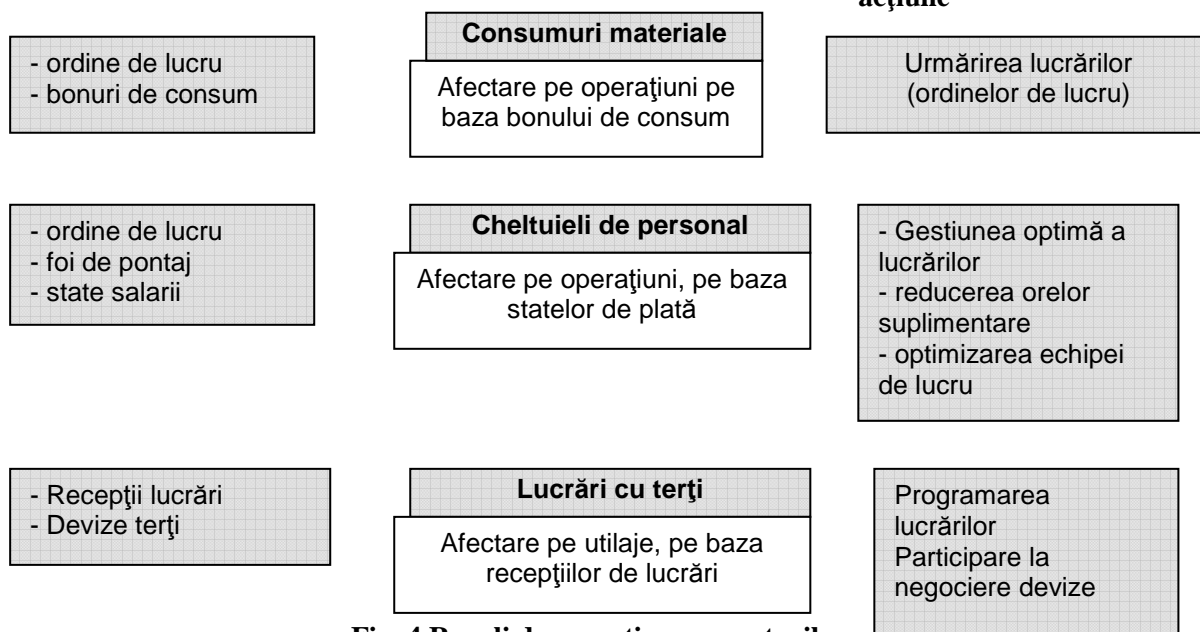 acţiune
- ordine de lucru
- bonuri de consum
Consumuri materiale
Afectare pe operaţiuni pe
baza bonului de consum
Urmărirea lucrărilor
(ordinelor de lucru)
- ordine de lucru
- foi de pontaj
- state salarii
Cheltuieli de personal
Afectare pe operaţiuni, pe baza
statelor de plată
- Gestiunea optimă a
lucrărilor
- reducerea orelor
suplimentare
- optimizarea echipei
de lucru
- Recepţii lucrări
- Devize terţi
Lucrări cu terţi
Afectare pe utilaje, pe baza
recepţiilor de lucrări
Programarea
lucrărilor
Participare la
negociere devize